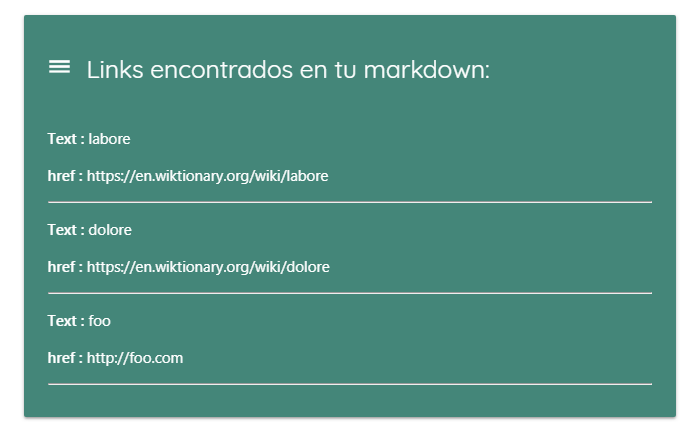 Links encontrados en tu markdown:
Text : labore
href : https://en.wiktionary.org/wiki/labore
Text : dolore
href : https://en.wiktionary.org/wiki/dolore
Text : foo
href : http://foo.com